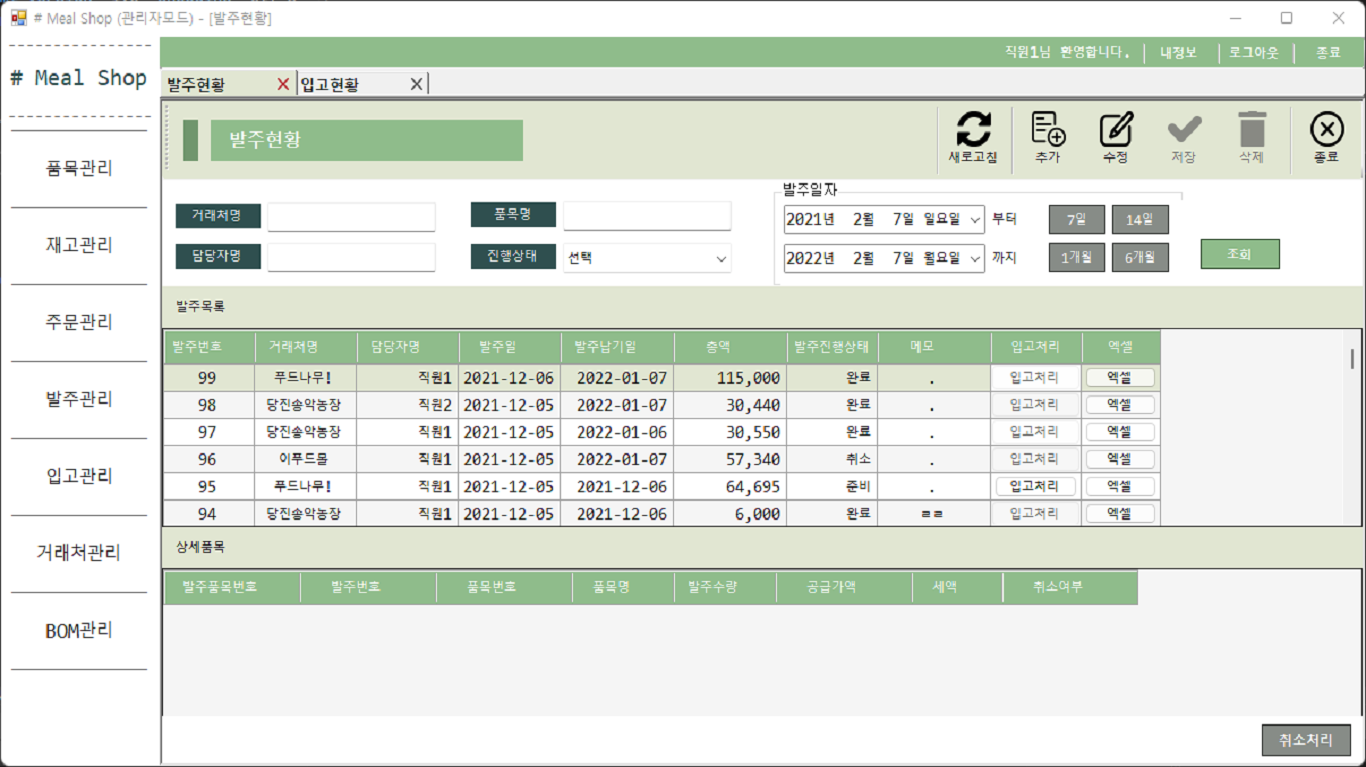 # Meal Shop (관리자모드) - [발주현황]
# Meal Shop
품목관리
재고관리
주문관리
발주관리
입고관리
거래처관리
BOM관리
직원1님 환영합니다. 내정보 로그아웃 종료
발주현황 입고현황
발주현황
새로고침 추가 수정 저장 삭제 종료
거래처명 품목명
담당자명 진행상태 선택
발주일자
2021년 2월 7일 일요일 부터 7일 14일
2022년 2월 7일 월요일 까지 1개월 6개월
조회
발주목록
발주번호 거래처명 담당자명 발주일 발주납기일 총액 발주진행상태 메모 입고처리 엑셀
99 푸드나무! 직원1 2021-12-06 2022-01-07 115,000 완료 . 입고처리 엑셀
98 당진송악농장 직원2 2021-12-05 2022-01-07 30,440 완료 . 입고처리 엑셀
97 당진송악농장 직원1 2021-12-05 2022-01-06 30,550 완료 . 입고처리 엑셀
96 이푸드몰 직원1 2021-12-05 2022-01-07 57,340 취소 . 입고처리 엑셀
95 푸드나무! 직원1 2021-12-05 2021-12-06 64,695 준비 . 입고처리 엑셀
94 당진송악농장 직원1 2021-12-05 2021-12-06 6,000 완료 ㅌㅌ 입고처리 엑셀
상세품목
발주품목번호 발주번호 품목번호 품목명 발주수량 공급가액 세액 취소여부
취소처리